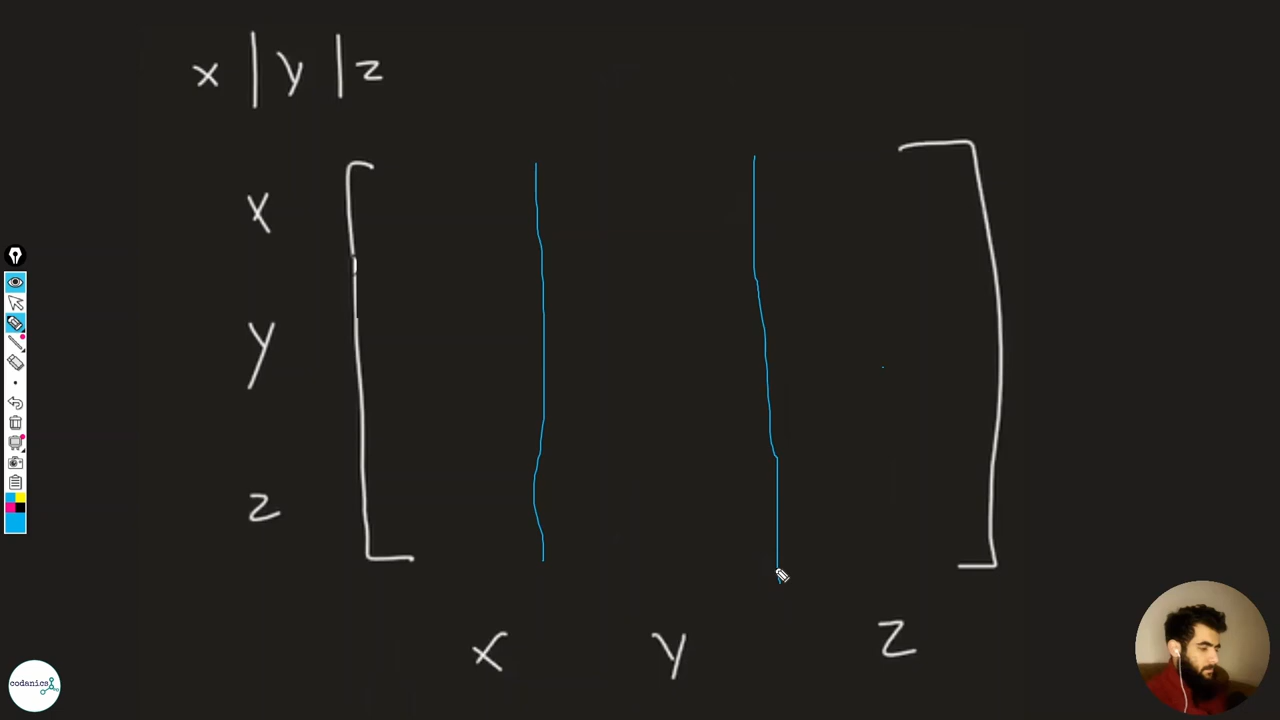 x | y | z
x
y
z
x y z
codanics